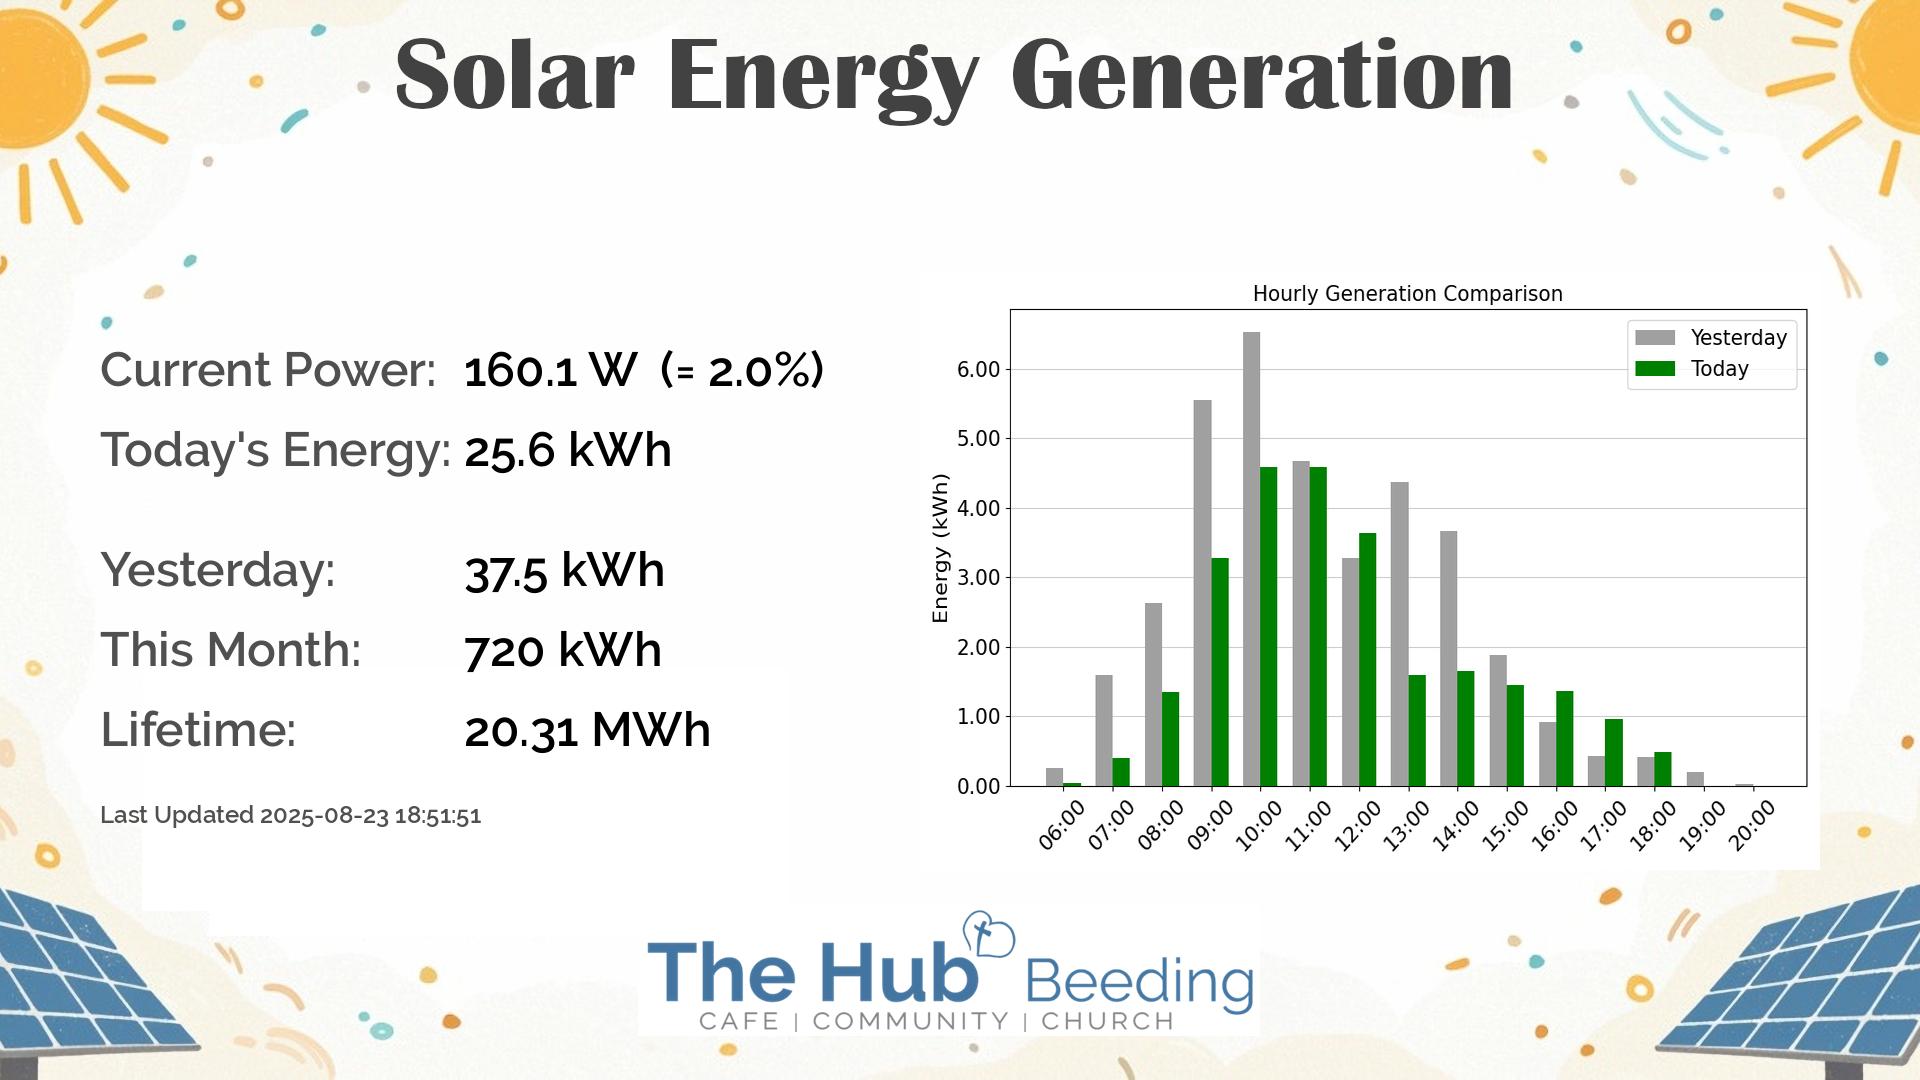 Solar Energy Generation
Current Power: 160.1 W (= 2.0%)
Today's Energy: 25.6 kWh
Yesterday: 37.5 kWh
This Month: 720 kWh
Lifetime: 20.31 MWh
Last Updated 2025-08-23 18:51:51
Hourly Generation Comparison
Yesterday
Today
Energy (kWh)
6.00
5.00
4.00
3.00
2.00
1.00
0.00
06:00 07:00 08:00 09:00 10:00 11:00 12:00 13:00 14:00 15:00 16:00 17:00 18:00 19:00 20:00
The Hub Beeding
CAFE | COMMUNITY | CHURCH